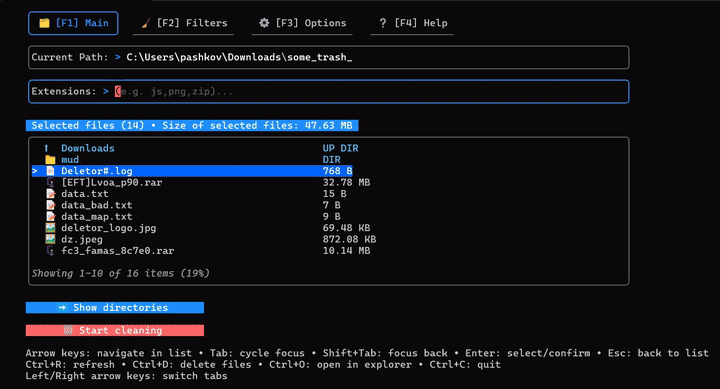 [F1] Main [F2] Filters [F3] Options ? [F4] Help
Current Path: > C:\Users\pashkov\Downloads\some_trash_
Extensions: > (e.g. js,png,zip)...
Selected files (14) • Size of selected files: 47.63 MB
Downloads UP DIR
mud DIR
> Deletor#.log 768 B
[EFT]Lvoa_p90.rar 32.78 MB
data.txt 15 B
data_bad.txt 7 B
data_map.txt 9 B
deletor_logo.jpg 69.48 KB
dz.jpeg 872.08 KB
fc3_famas_8c7e0.rar 10.14 MB
Showing 1-10 of 16 items (19%)
→ Show directories
Start cleaning
Arrow keys: navigate in list • Tab: cycle focus • Shift+Tab: focus back • Enter: select/confirm • Esc: back to list
Ctrl+R: refresh • Ctrl+D: delete files • Ctrl+O: open in explorer • Ctrl+C: quit
Left/Right arrow keys: switch tabs